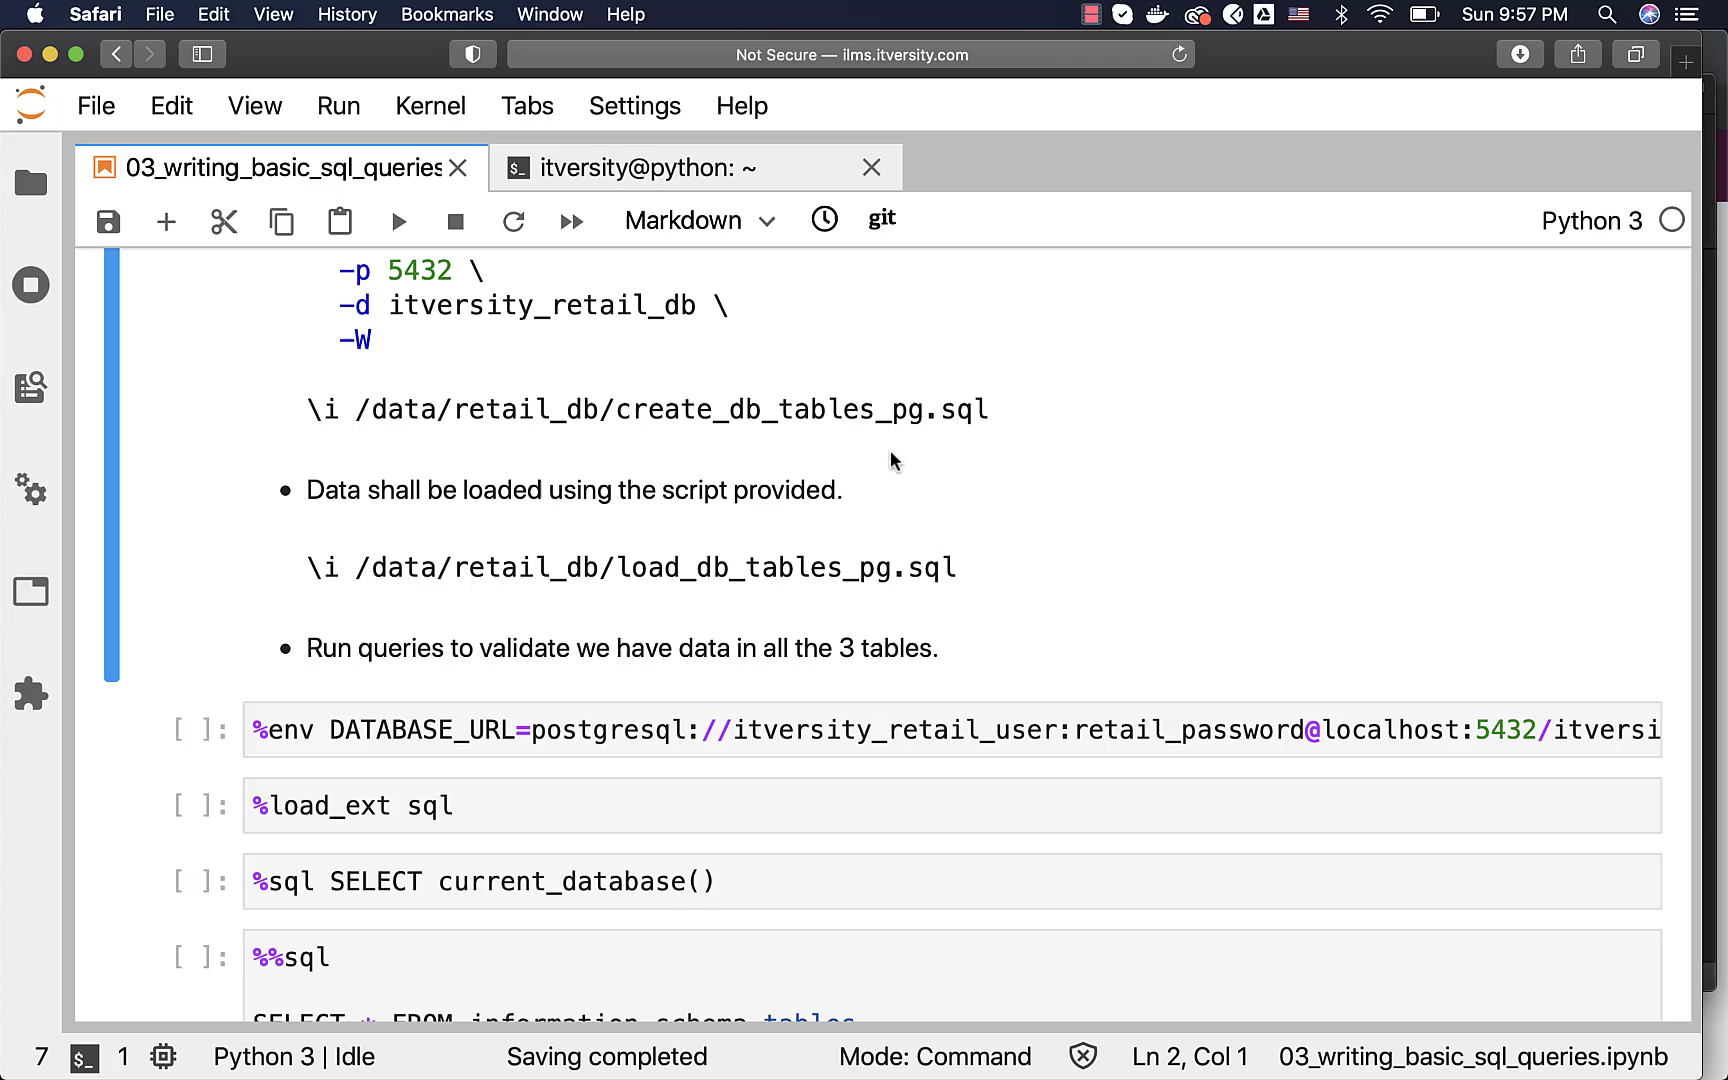 Safari File Edit View History Bookmarks Window Help Sun 9:57 PM
Not Secure — ilms.itversity.com
File Edit View Run Kernel Tabs Settings Help
03_writing_basic_sql_queries itversity@python: ~
Markdown git Python 3
-p 5432 \
-d itversity_retail_db \
-W
\i /data/retail_db/create_db_tables_pg.sql
• Data shall be loaded using the script provided.
\i /data/retail_db/load_db_tables_pg.sql
• Run queries to validate we have data in all the 3 tables.
[ ]: %env DATABASE_URL=postgresql://itversity_retail_user:retail_password@localhost:5432/itversi
[ ]: %load_ext sql
[ ]: %sql SELECT current_database()
[ ]: %%sql
SELECT * FROM information_schema.tables
7 $_ 1 Python 3 | Idle Saving completed Mode: Command Ln 2, Col 1 03_writing_basic_sql_queries.ipynb